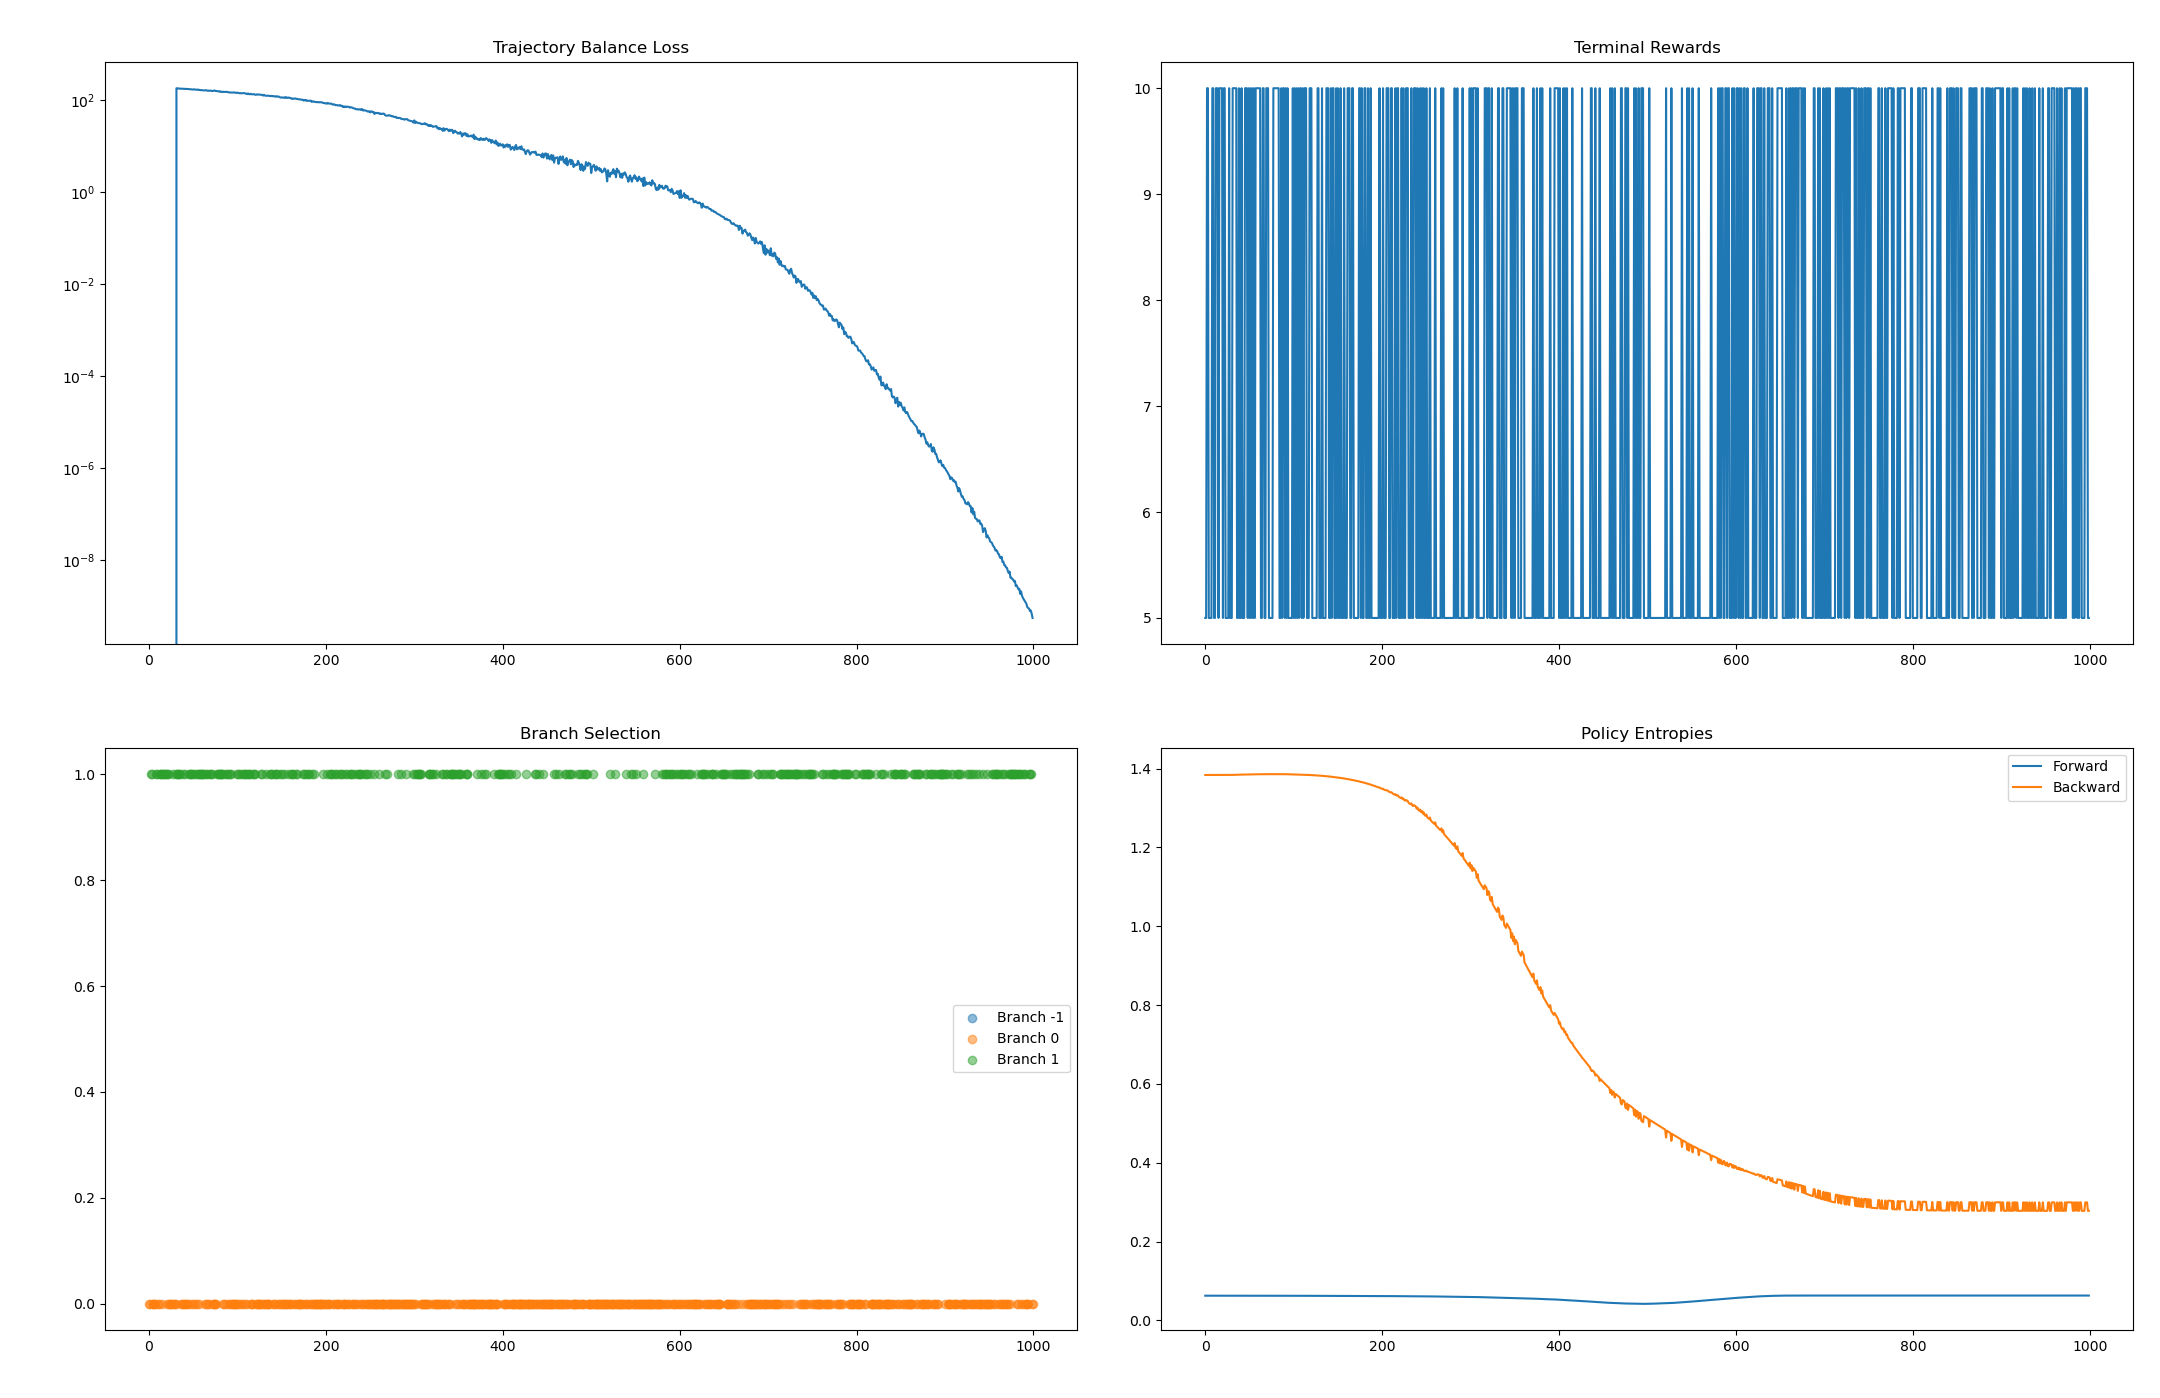 Trajectory Balance Loss
10²
10⁰
10⁻²
10⁻⁴
10⁻⁶
10⁻⁸
0 200 400 600 800 1000
Terminal Rewards
10
9
8
7
6
5
0 200 400 600 800 1000
Branch Selection
1.0
0.8
0.6
0.4
0.2
0.0
Branch -1
Branch 0
Branch 1
0 200 400 600 800 1000
Policy Entropies
1.4
1.2
1.0
0.8
0.6
0.4
0.2
0.0
Forward
Backward
0 200 400 600 800 1000